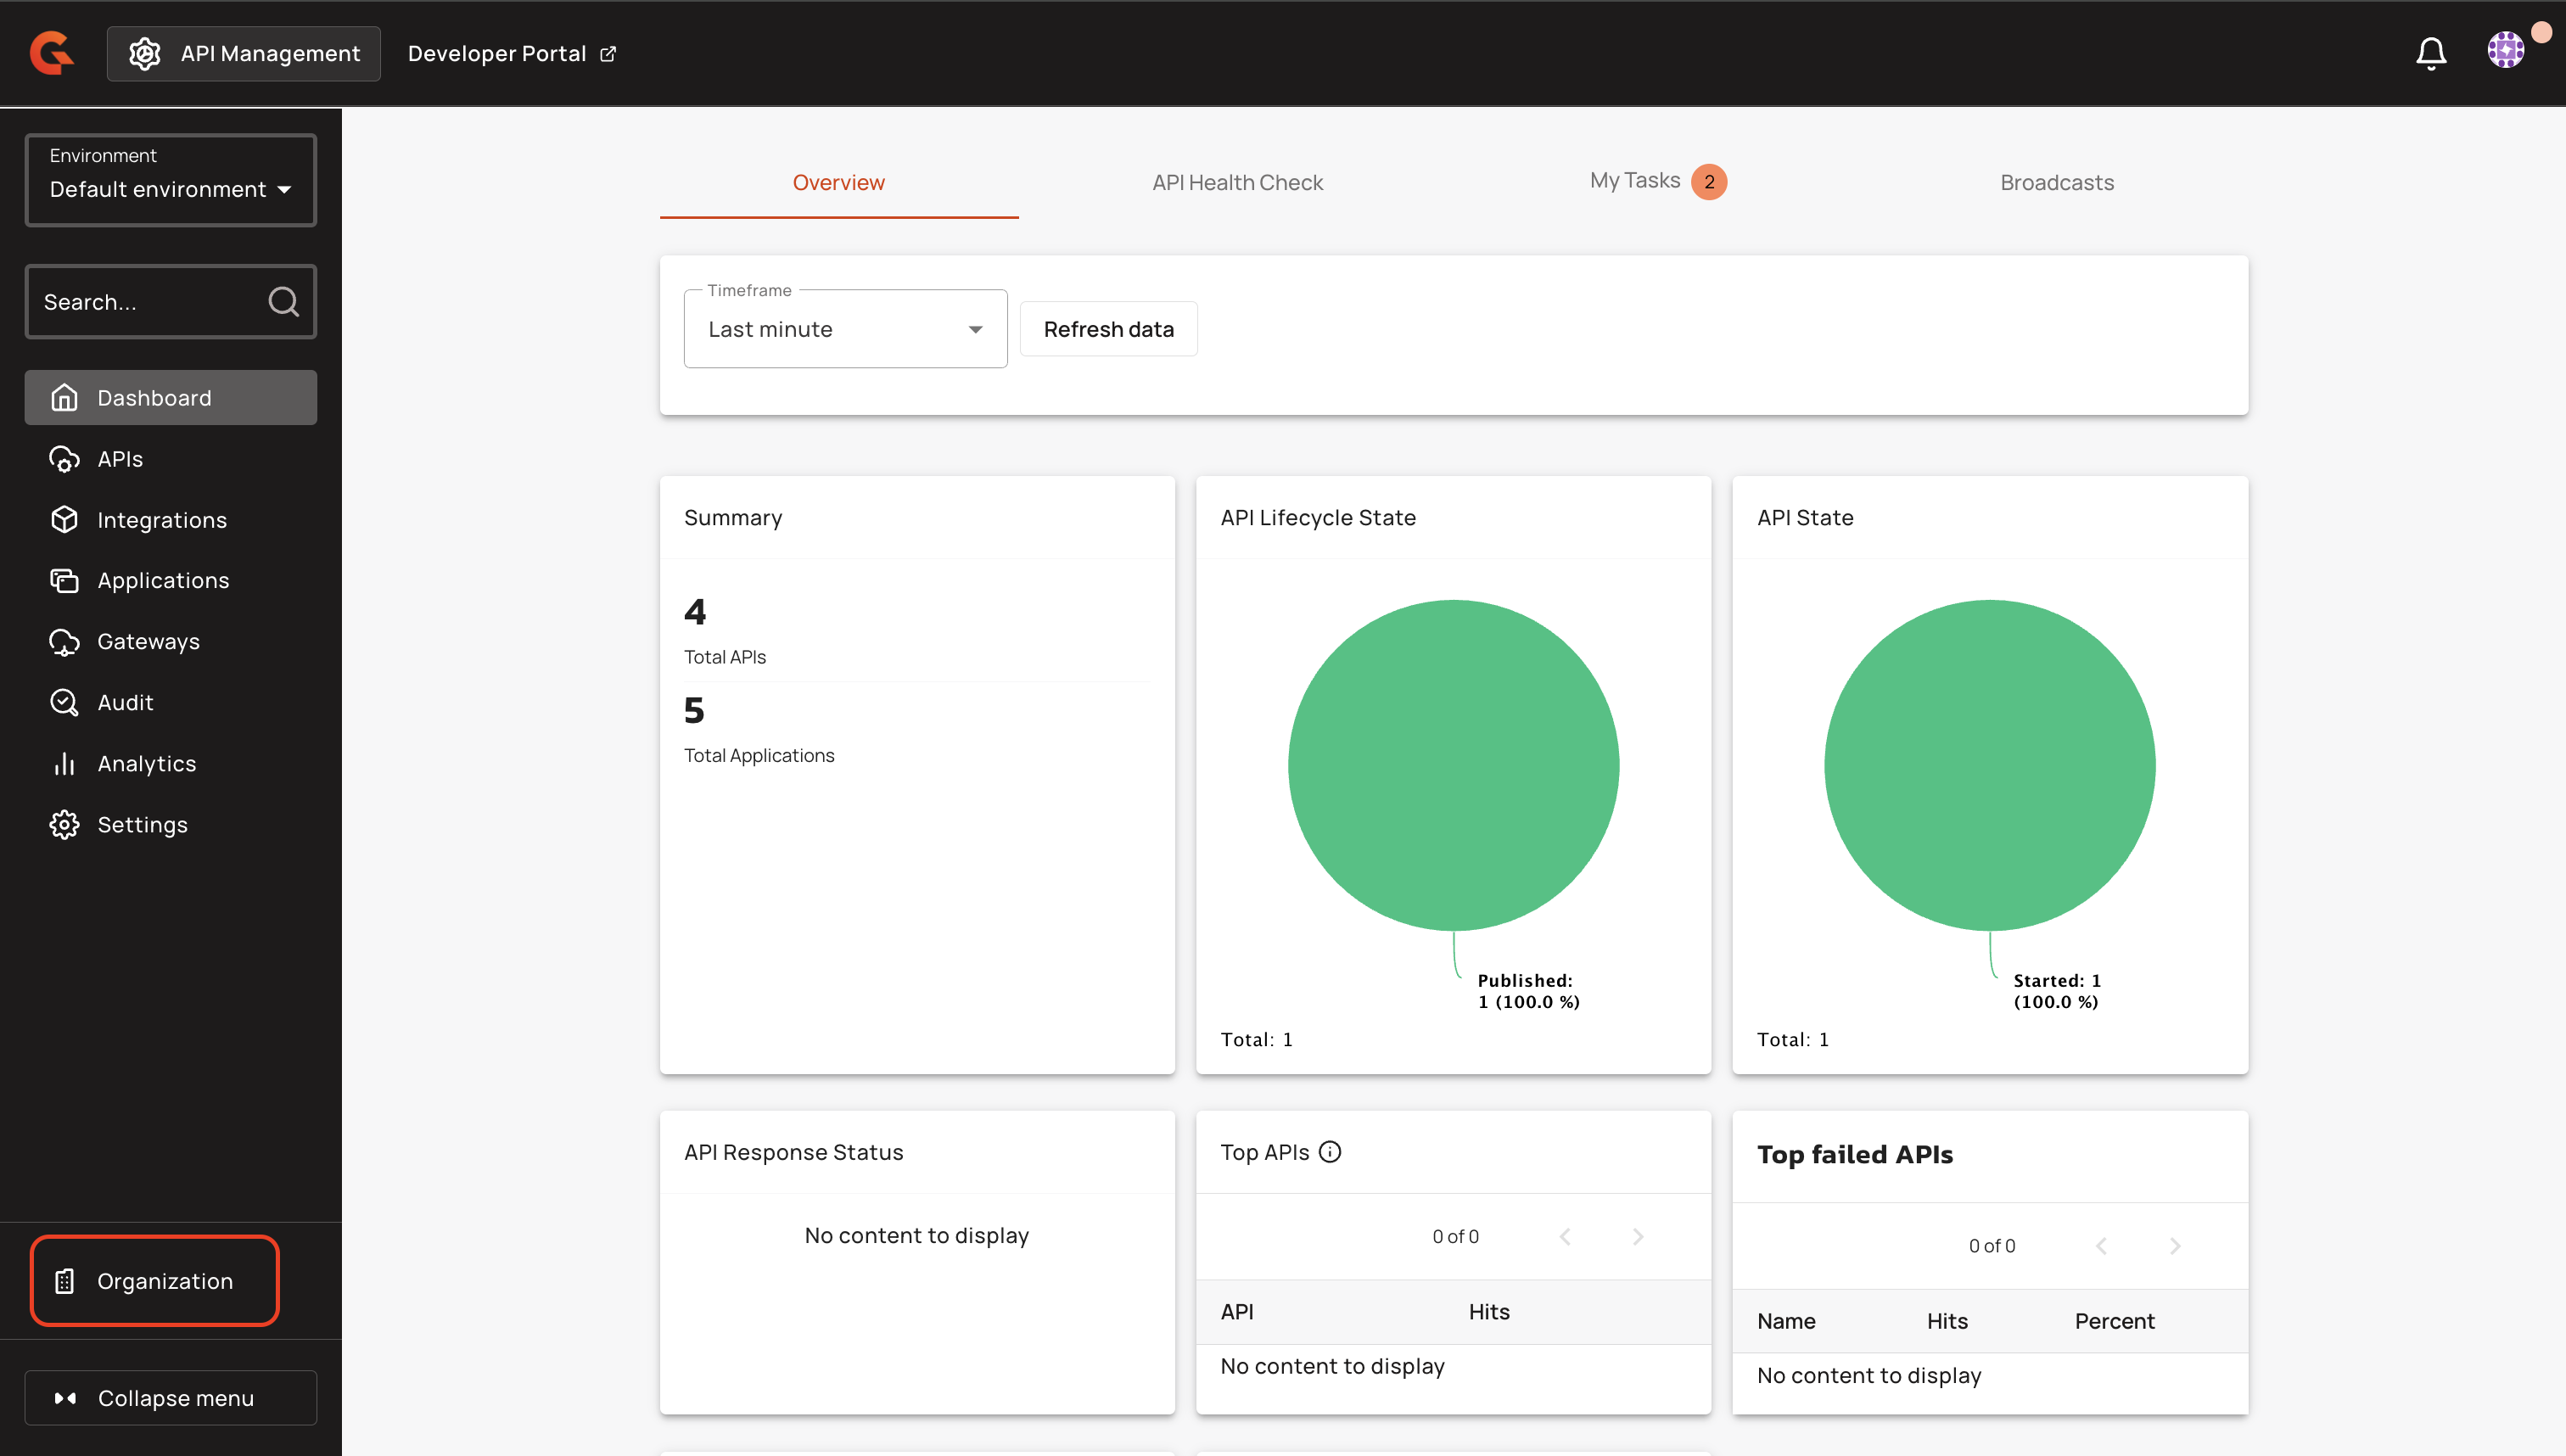 API Management
Developer Portal
Environment
Default environment
Search...
Dashboard
APIs
Integrations
Applications
Gateways
Audit
Analytics
Settings
Organization
Collapse menu
Overview
API Health Check
My Tasks 2
Broadcasts
Timeframe
Last minute
Refresh data
Summary
4
Total APIs
5
Total Applications
API Lifecycle State
Published:
1 (100.0 %)
Total: 1
API State
Started: 1
(100.0 %)
Total: 1
API Response Status
No content to display
Top APIs
0 of 0
API Hits
No content to display
Top failed APIs
0 of 0
Name Hits Percent
No content to display